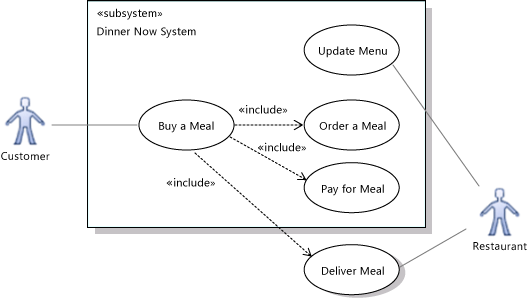 «subsystem»
Dinner Now System
Update Menu
«include»
Buy a Meal
Order a Meal
«include»
Customer
«include»
Pay for Meal
Restaurant
Deliver Meal